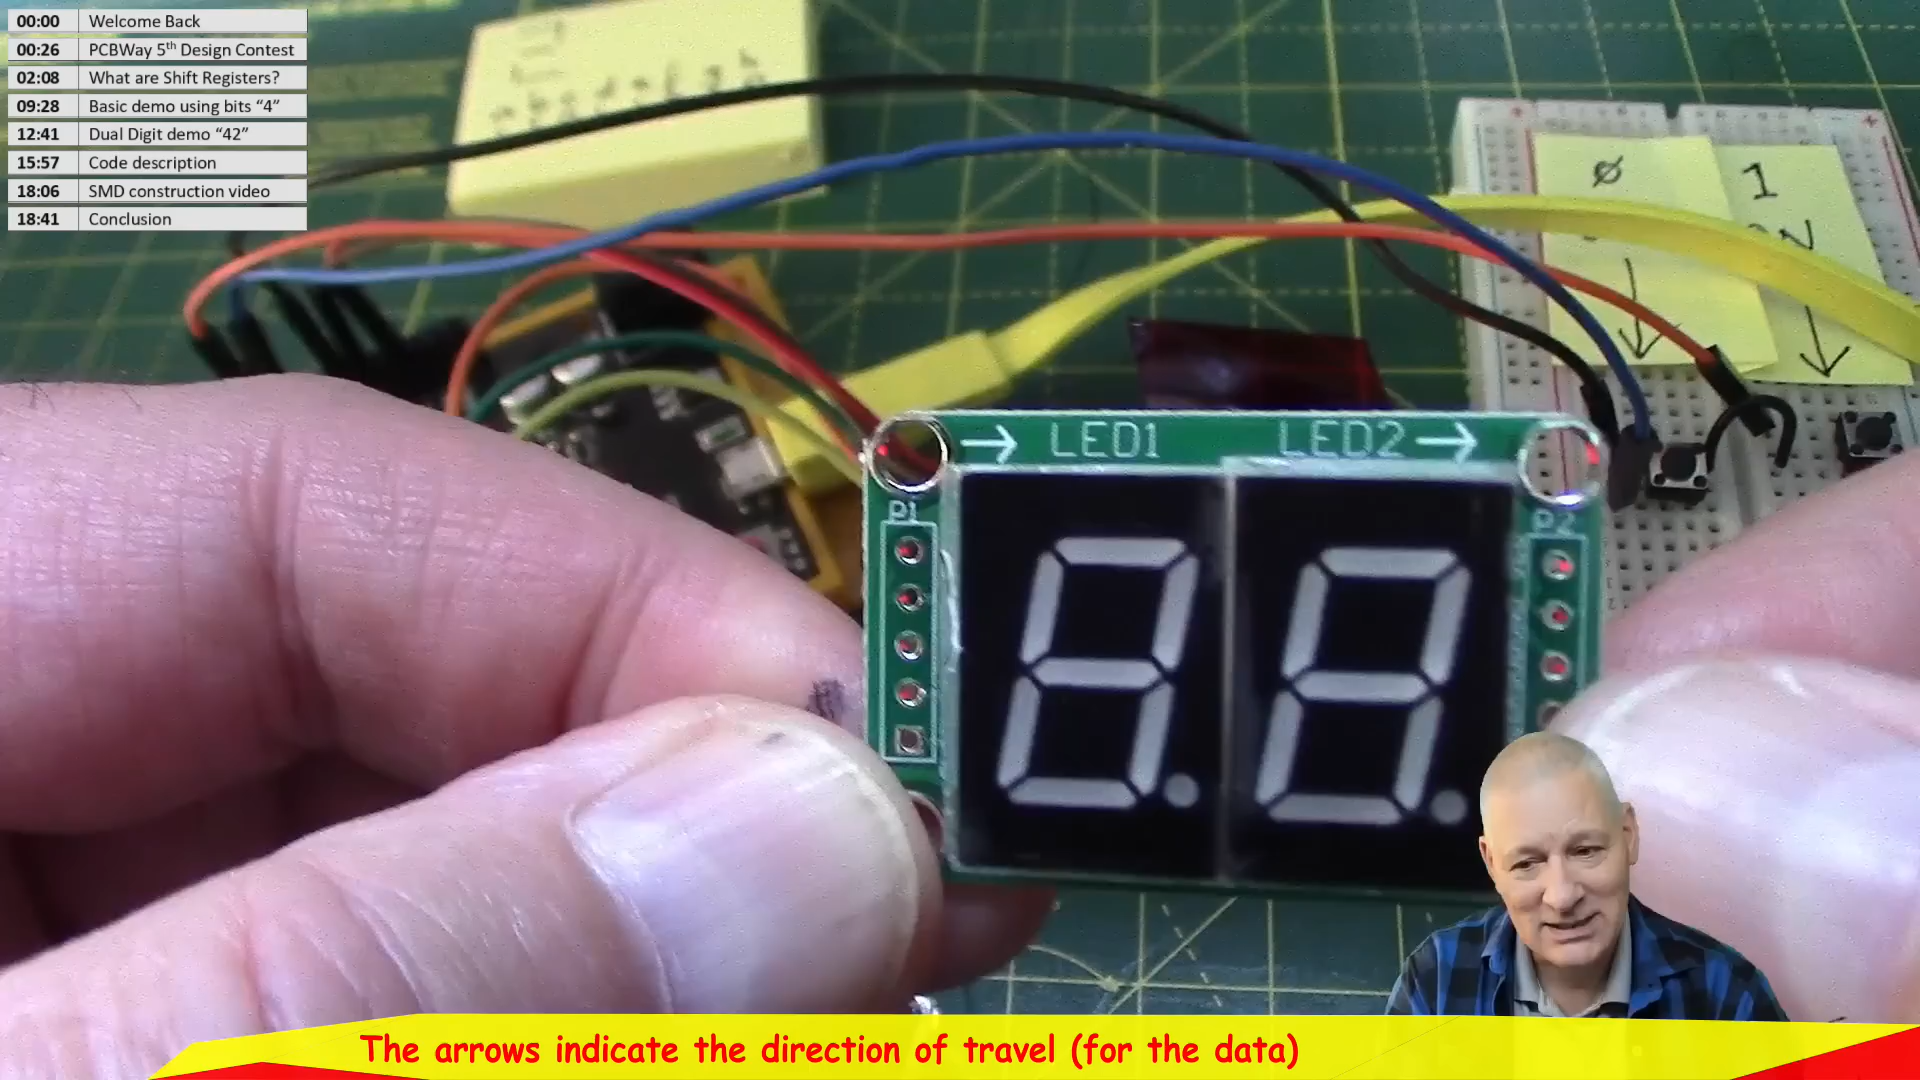 00:00 Welcome Back
00:26 PCBWay 5th Design Contest
02:08 What are Shift Registers?
09:28 Basic demo using bits “4”
12:41 Dual Digit demo “42”
15:57 Code description
18:06 SMD construction video
18:41 Conclusion
Ø
1
→ LED1 LED2 →
P1
P2
The arrows indicate the direction of travel (for the data)